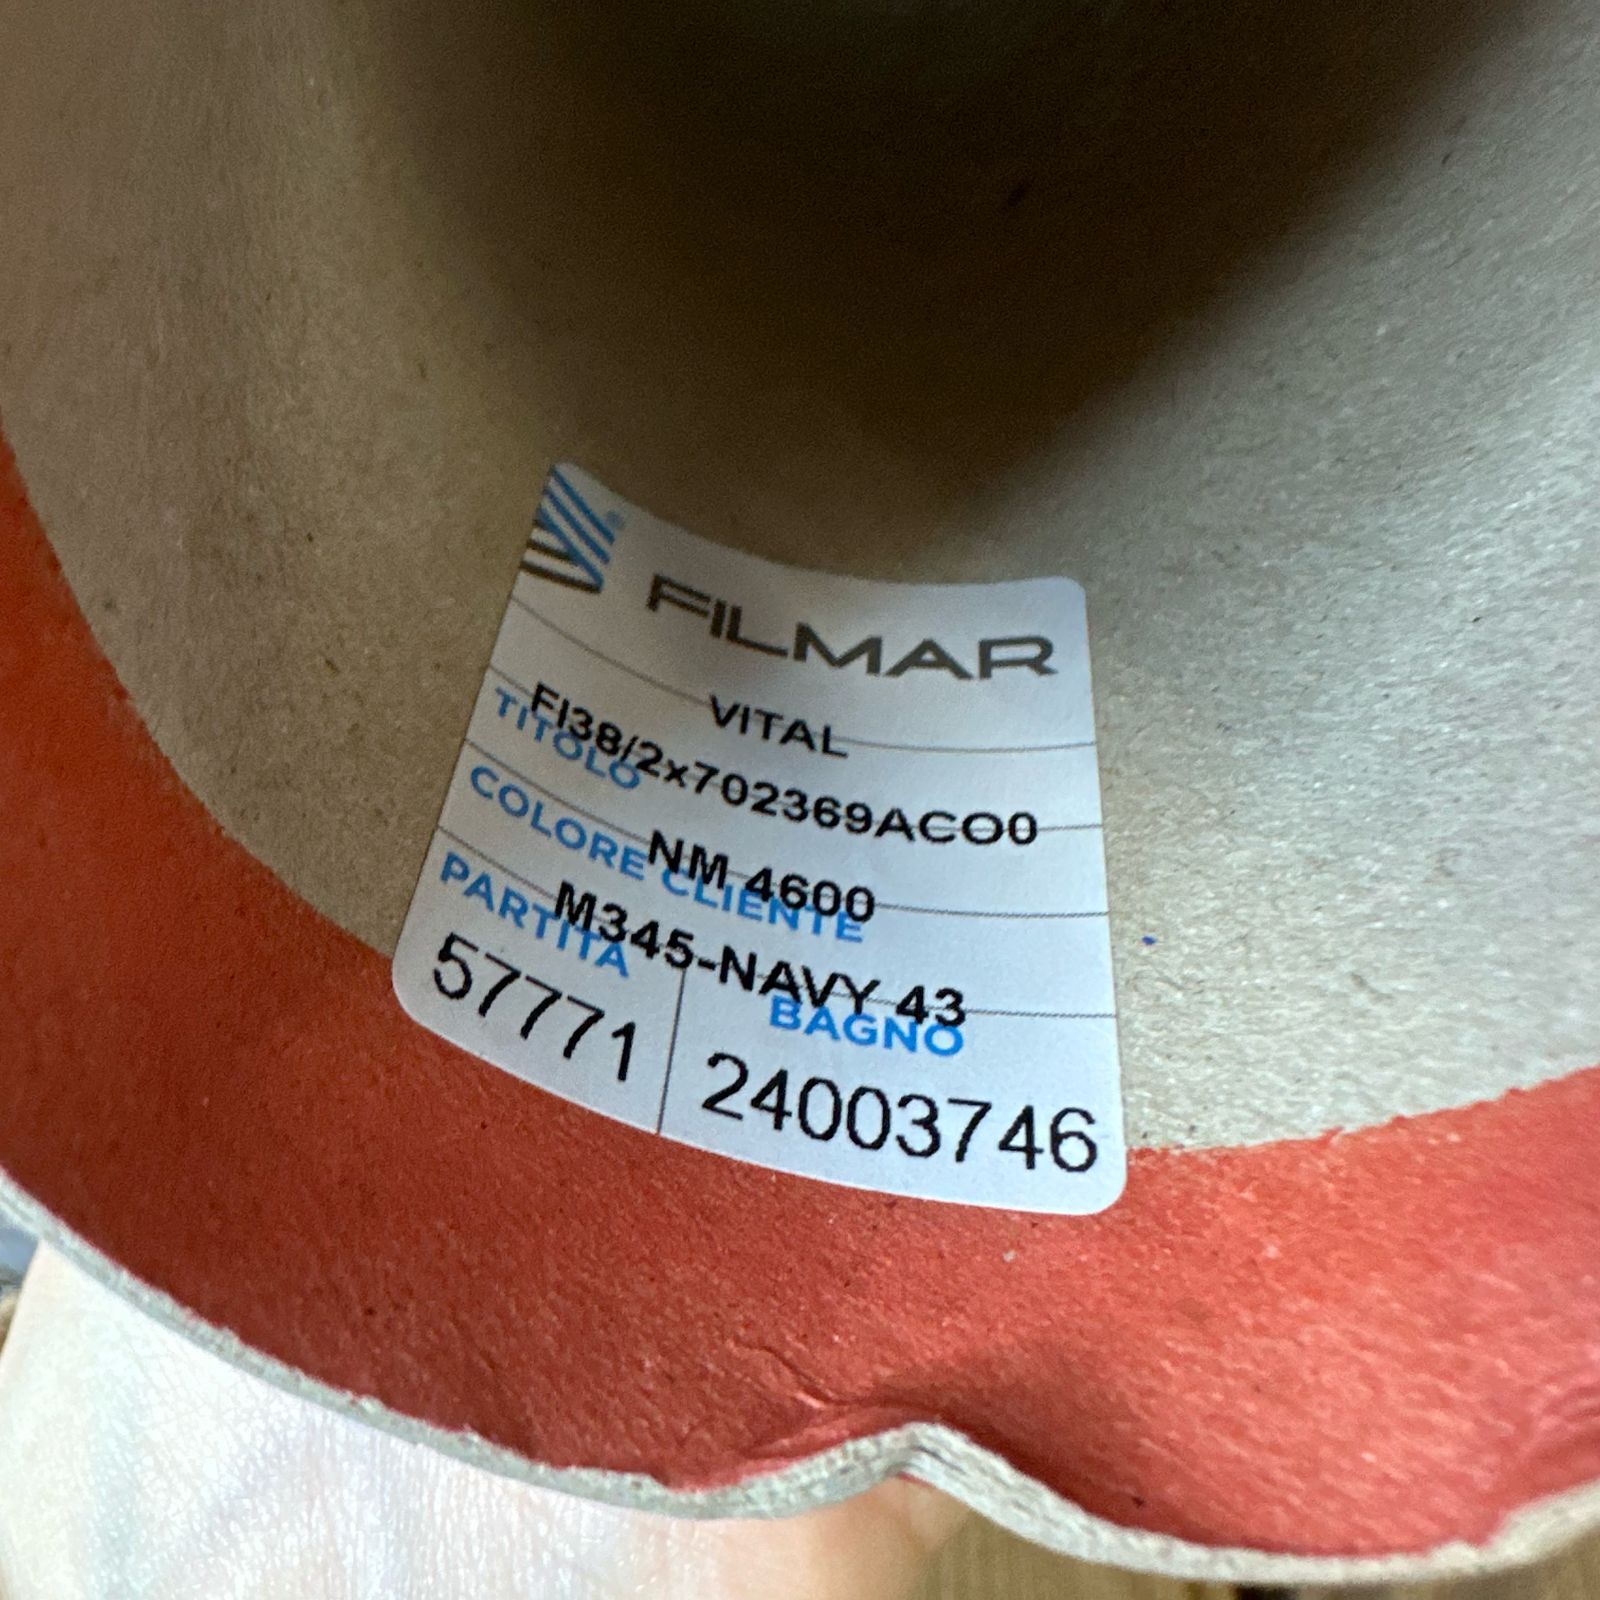 FILMAR
VITAL
TITOLO
FI38/2x702369ACO0
COLORE CLIENTE
NM 4600
PARTITA
M345-NAVY 43
BAGNO
57771
24003746